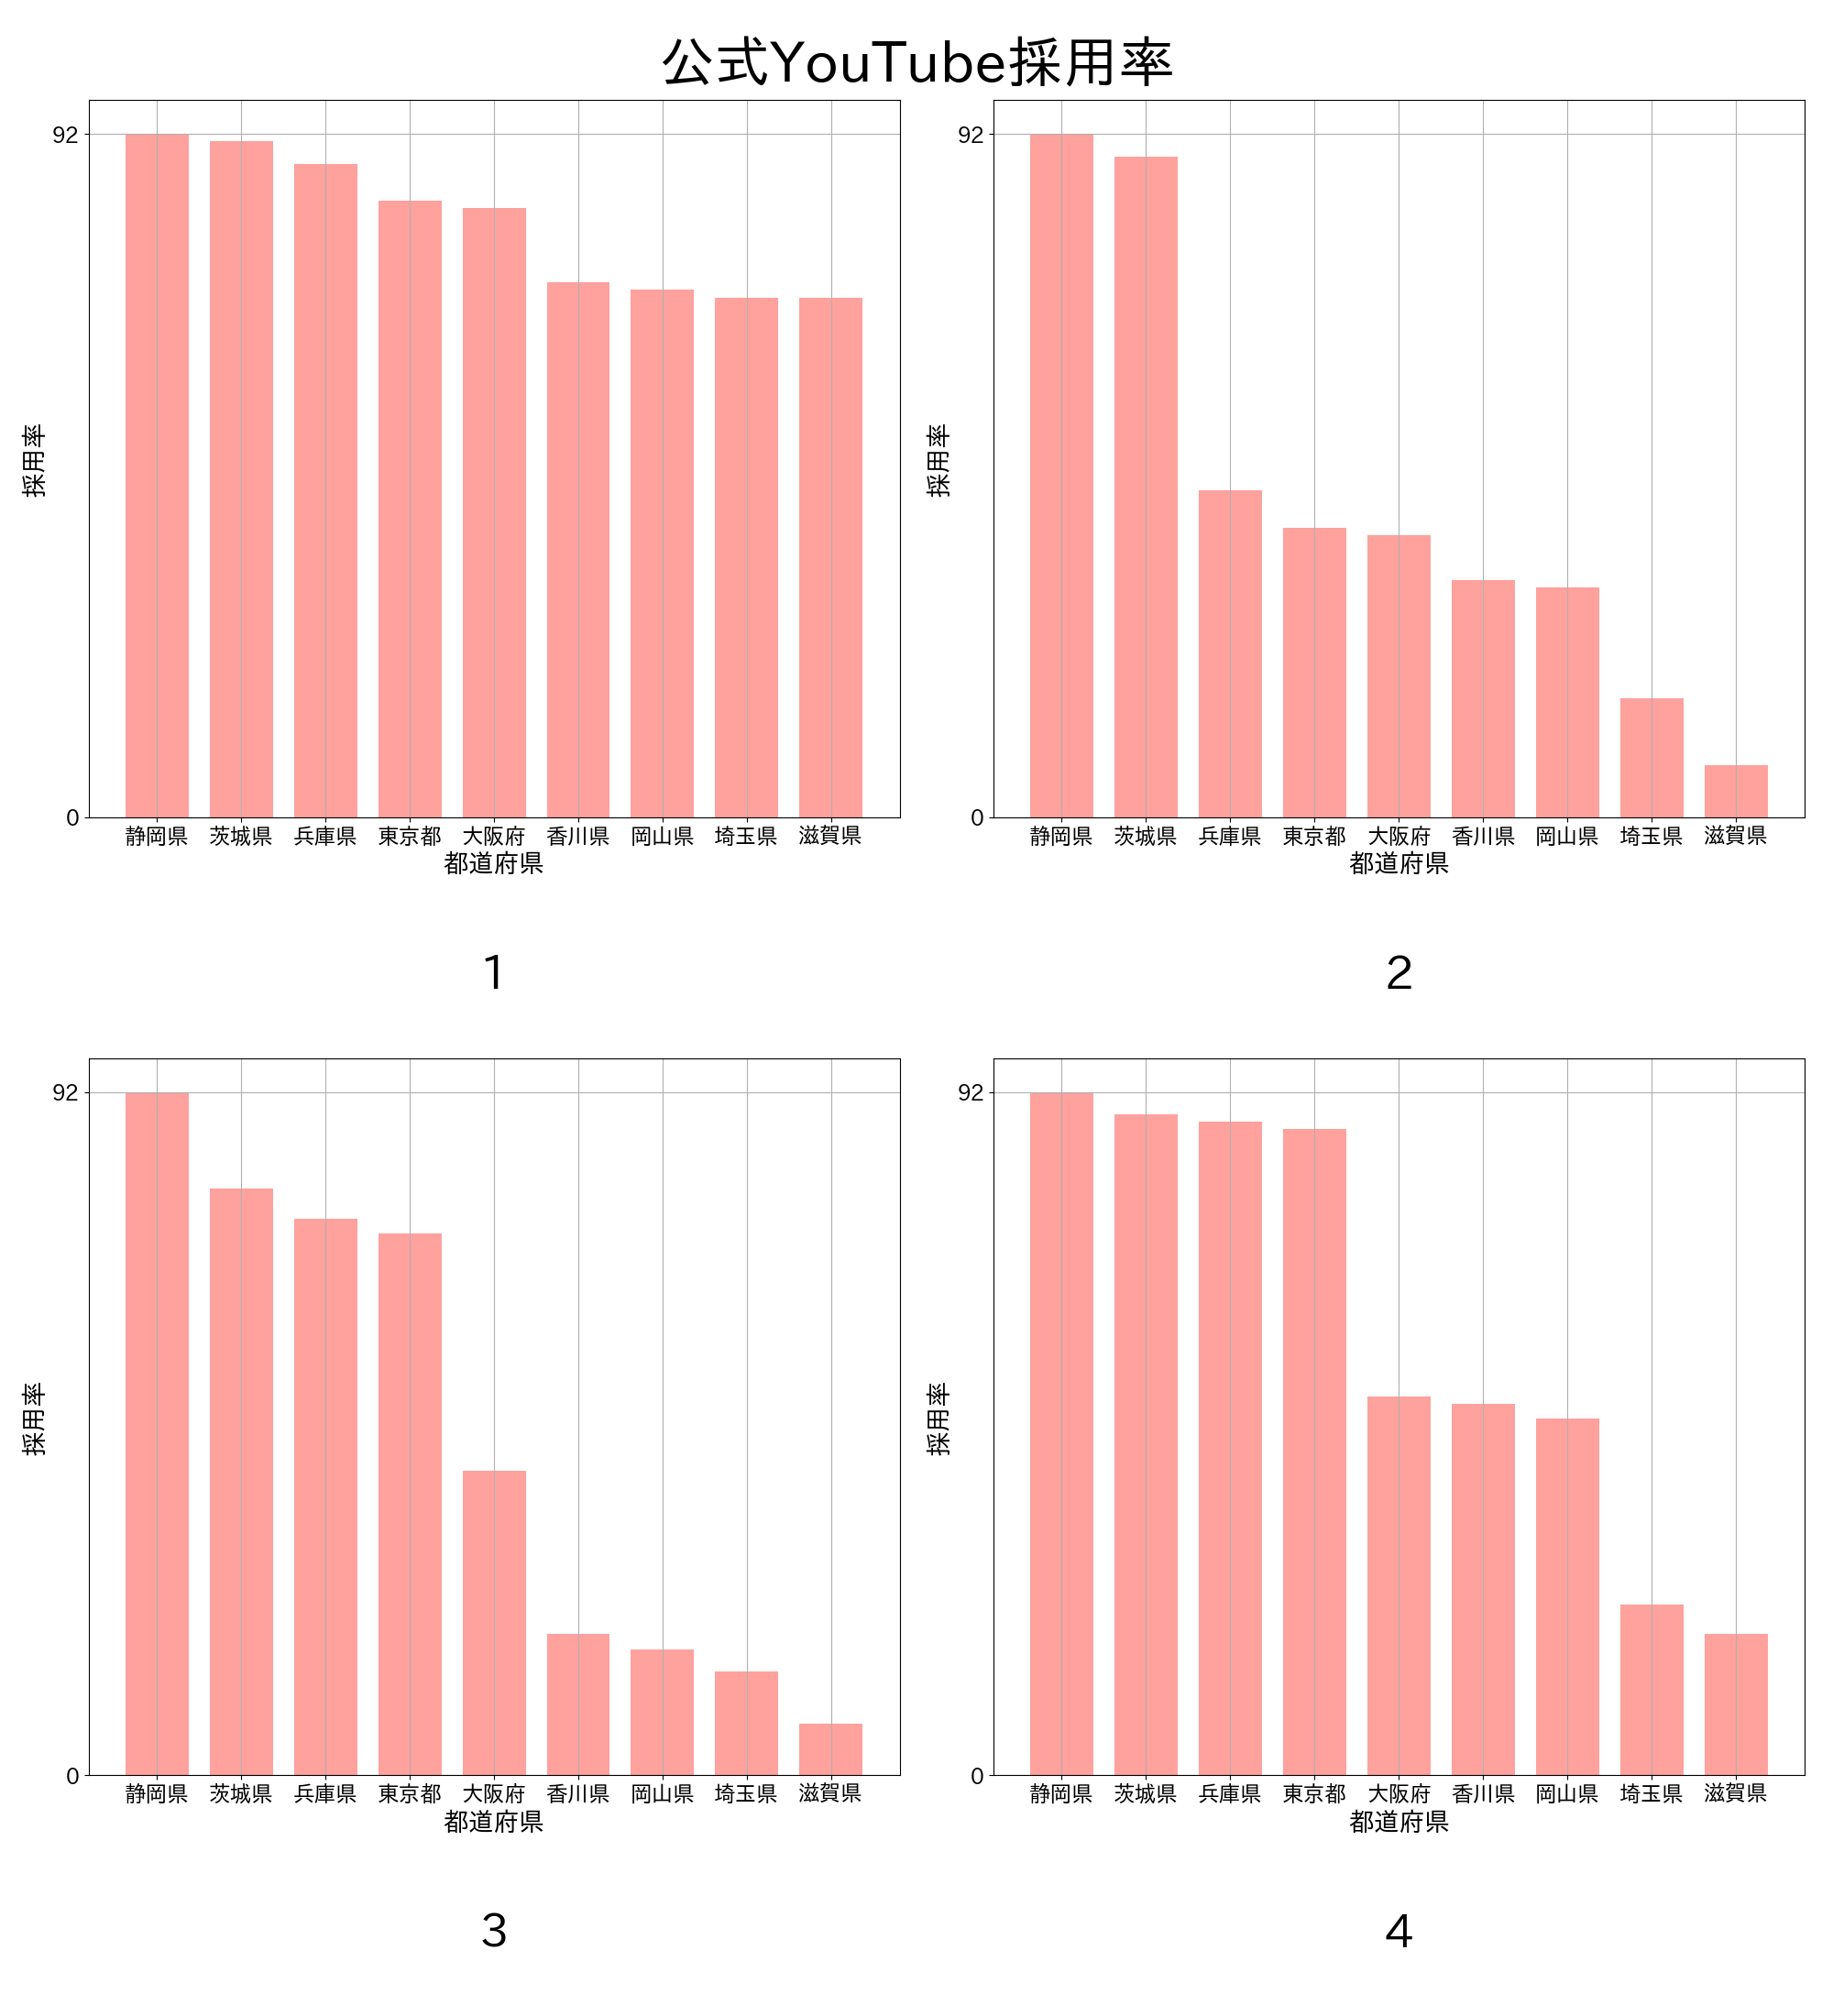 公式YouTube採用率
92
0
採用率
静岡県 茨城県 兵庫県 東京都 大阪府 香川県 岡山県 埼玉県 滋賀県
都道府県
1
92
0
採用率
静岡県 茨城県 兵庫県 東京都 大阪府 香川県 岡山県 埼玉県 滋賀県
都道府県
2
92
0
採用率
静岡県 茨城県 兵庫県 東京都 大阪府 香川県 岡山県 埼玉県 滋賀県
都道府県
3
92
0
採用率
静岡県 茨城県 兵庫県 東京都 大阪府 香川県 岡山県 埼玉県 滋賀県
都道府県
4